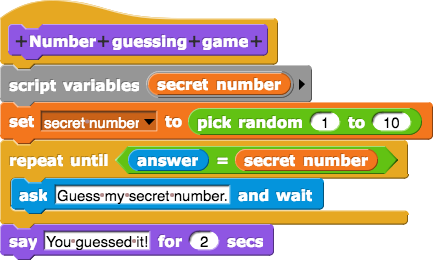 +Number+guessing+game+
script variables secret number
set secret number to pick random 1 to 10
repeat until answer = secret number
ask Guess my secret number. and wait
say You guessed it! for 2 secs